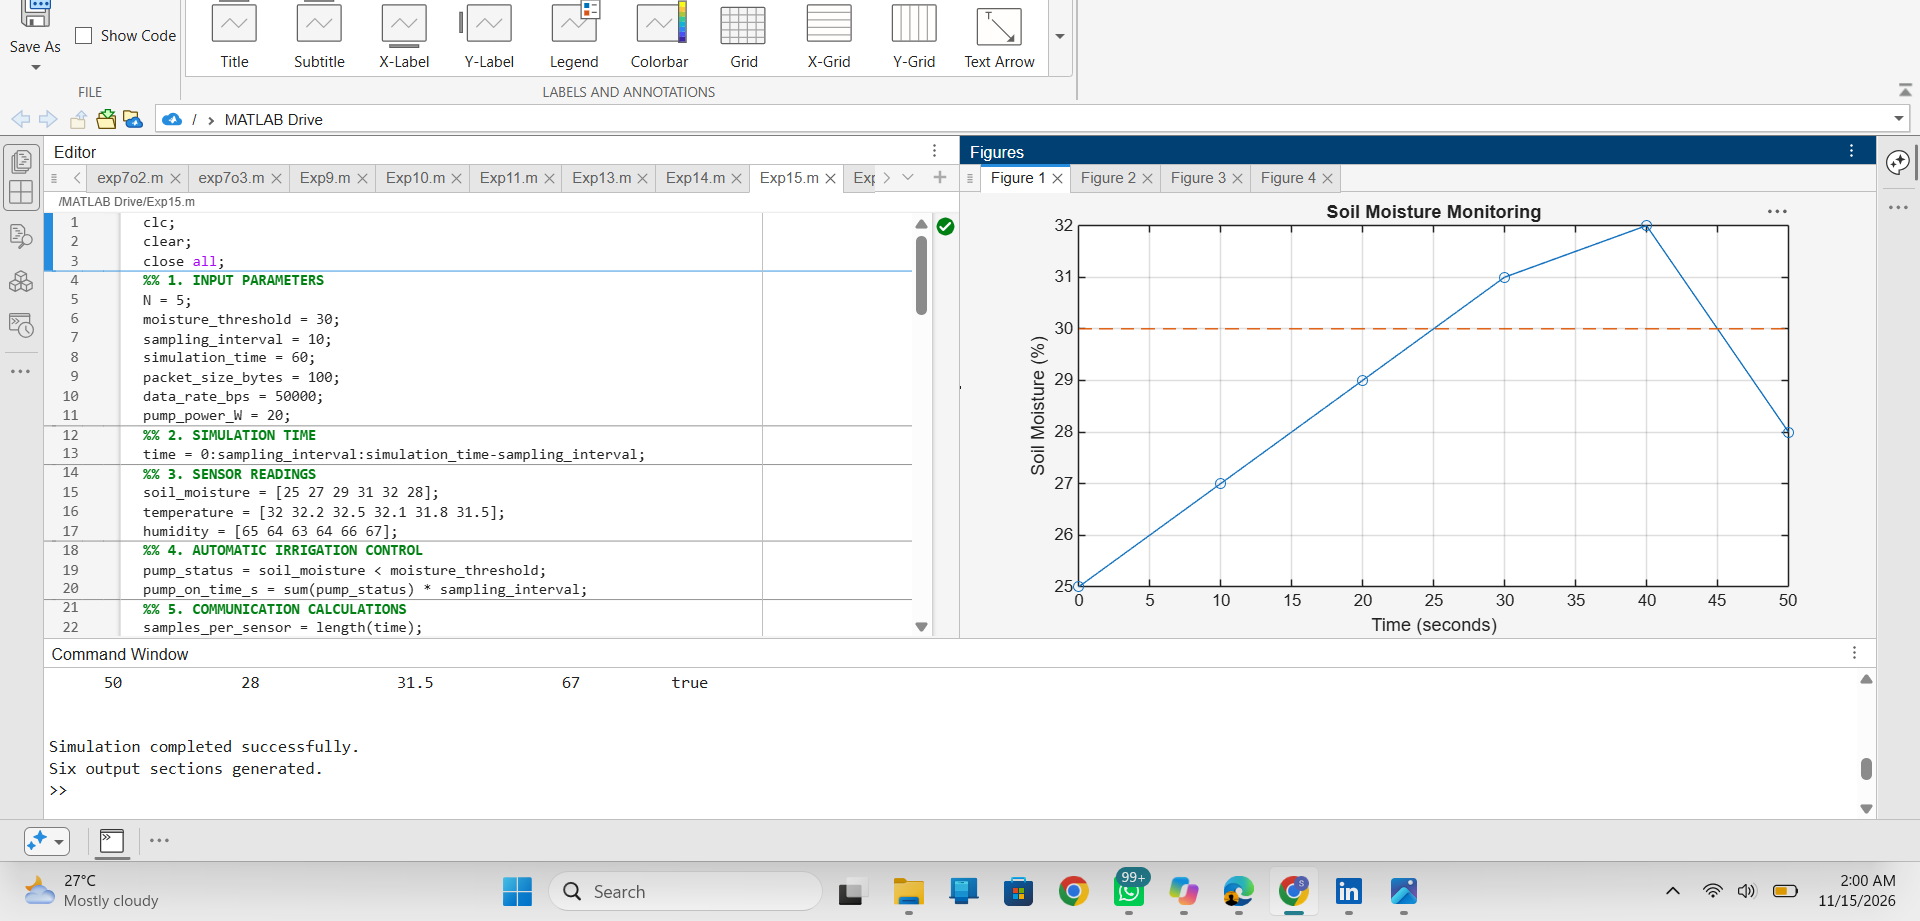 Save As
Show Code
Title
Subtitle
X-Label
Y-Label
Legend
Colorbar
Grid
X-Grid
Y-Grid
Text Arrow
FILE
LABELS AND ANNOTATIONS
/ › MATLAB Drive
Editor
exp7o2.m
exp7o3.m
Exp9.m
Exp10.m
Exp11.m
Exp13.m
Exp14.m
Exp15.m
Exp
/MATLAB Drive/Exp15.m
1 clc;
2 clear;
3 close all;
4 %% 1. INPUT PARAMETERS
5 N = 5;
6 moisture_threshold = 30;
7 sampling_interval = 10;
8 simulation_time = 60;
9 packet_size_bytes = 100;
10 data_rate_bps = 50000;
11 pump_power_W = 20;
12 %% 2. SIMULATION TIME
13 time = 0:sampling_interval:simulation_time-sampling_interval;
14 %% 3. SENSOR READINGS
15 soil_moisture = [25 27 29 31 32 28];
16 temperature = [32 32.2 32.5 32.1 31.8 31.5];
17 humidity = [65 64 63 64 66 67];
18 %% 4. AUTOMATIC IRRIGATION CONTROL
19 pump_status = soil_moisture < moisture_threshold;
20 pump_on_time_s = sum(pump_status) * sampling_interval;
21 %% 5. COMMUNICATION CALCULATIONS
22 samples_per_sensor = length(time);
Figures
Figure 1
Figure 2
Figure 3
Figure 4
Soil Moisture Monitoring
32
31
30
29
28
27
26
25
Soil Moisture (%)
0 5 10 15 20 25 30 35 40 45 50
Time (seconds)
Command Window
50 28 31.5 67 true
Simulation completed successfully.
Six output sections generated.
>>
27°C
Mostly cloudy
Search
99+
S
2:00 AM
11/15/2026